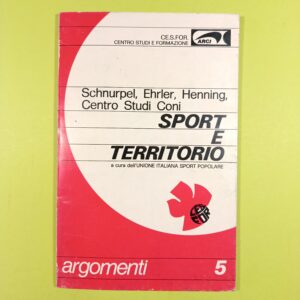 CE.S.FOR.
CENTRO STUDI E FORMAZIONE
ARCI
Schnurpel, Ehrler, Henning,
Centro Studi Coni
SPORT
E
TERRITORIO
a cura dell'UNIONE ITALIANA SPORT POPOLARE
argomenti 5